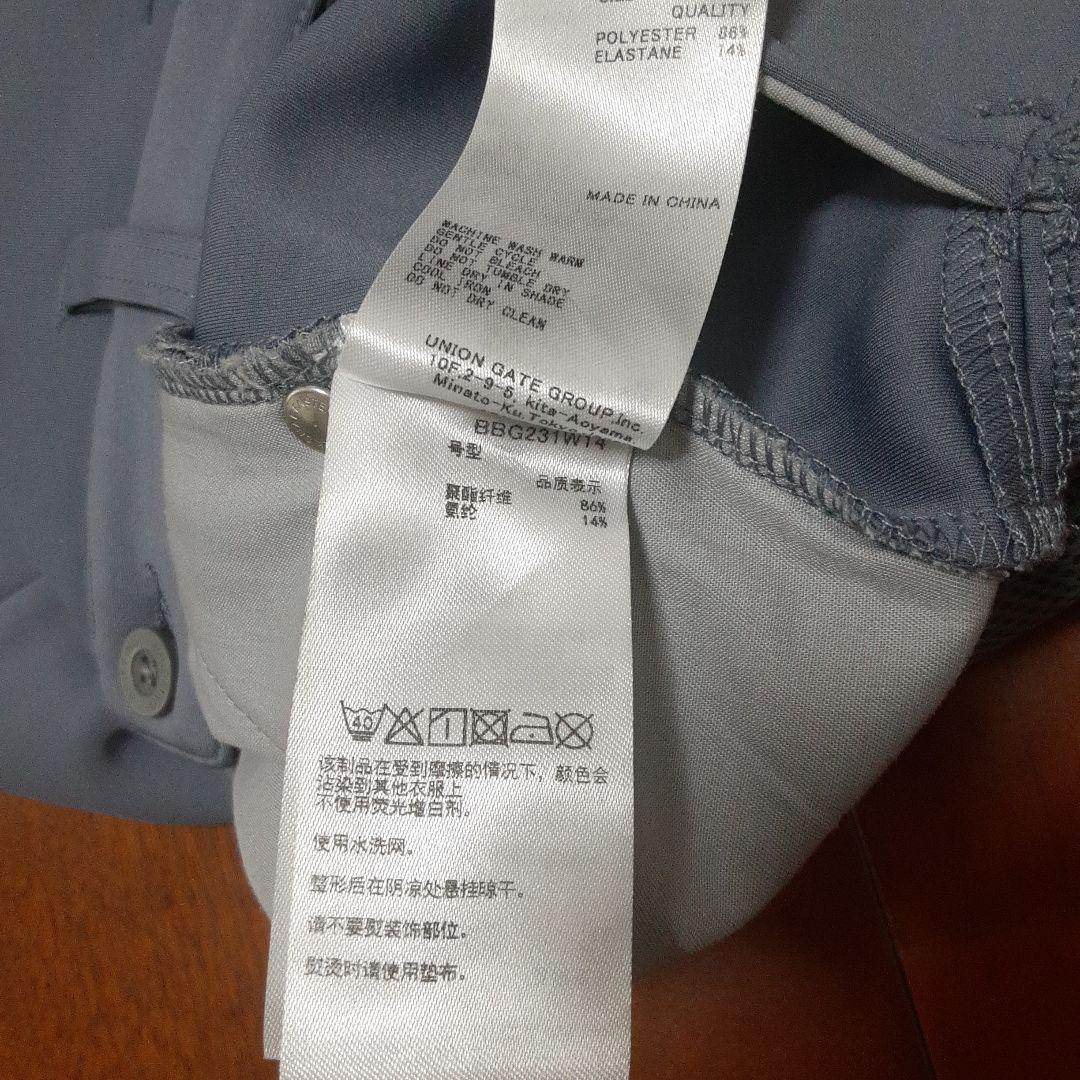 QUALITY
POLYESTER 86%
ELASTANE 14%
MADE IN CHINA
MACHINE WASH WARM
GENTLE CYCLE
DO NOT BLEACH
DO NOT TUMBLE DRY
LINE DRY IN SHADE
COOL IRON
DO NOT DRY CLEAN
UNION GATE GROUP,Inc.
10F,2-9-5, Kita-Aoyama,
Minato-Ku,Tokyo
BBG231W14
号型
品质表示
聚酯纤维 86%
氨纶 14%
40
该制品在受到摩擦的情况下，颜色会
沾染到其他衣服上
不使用荧光增白剂。
使用水洗网。
整形后在阴凉处悬挂晾干。
请不要熨装饰部位。
熨烫时请使用垫布。